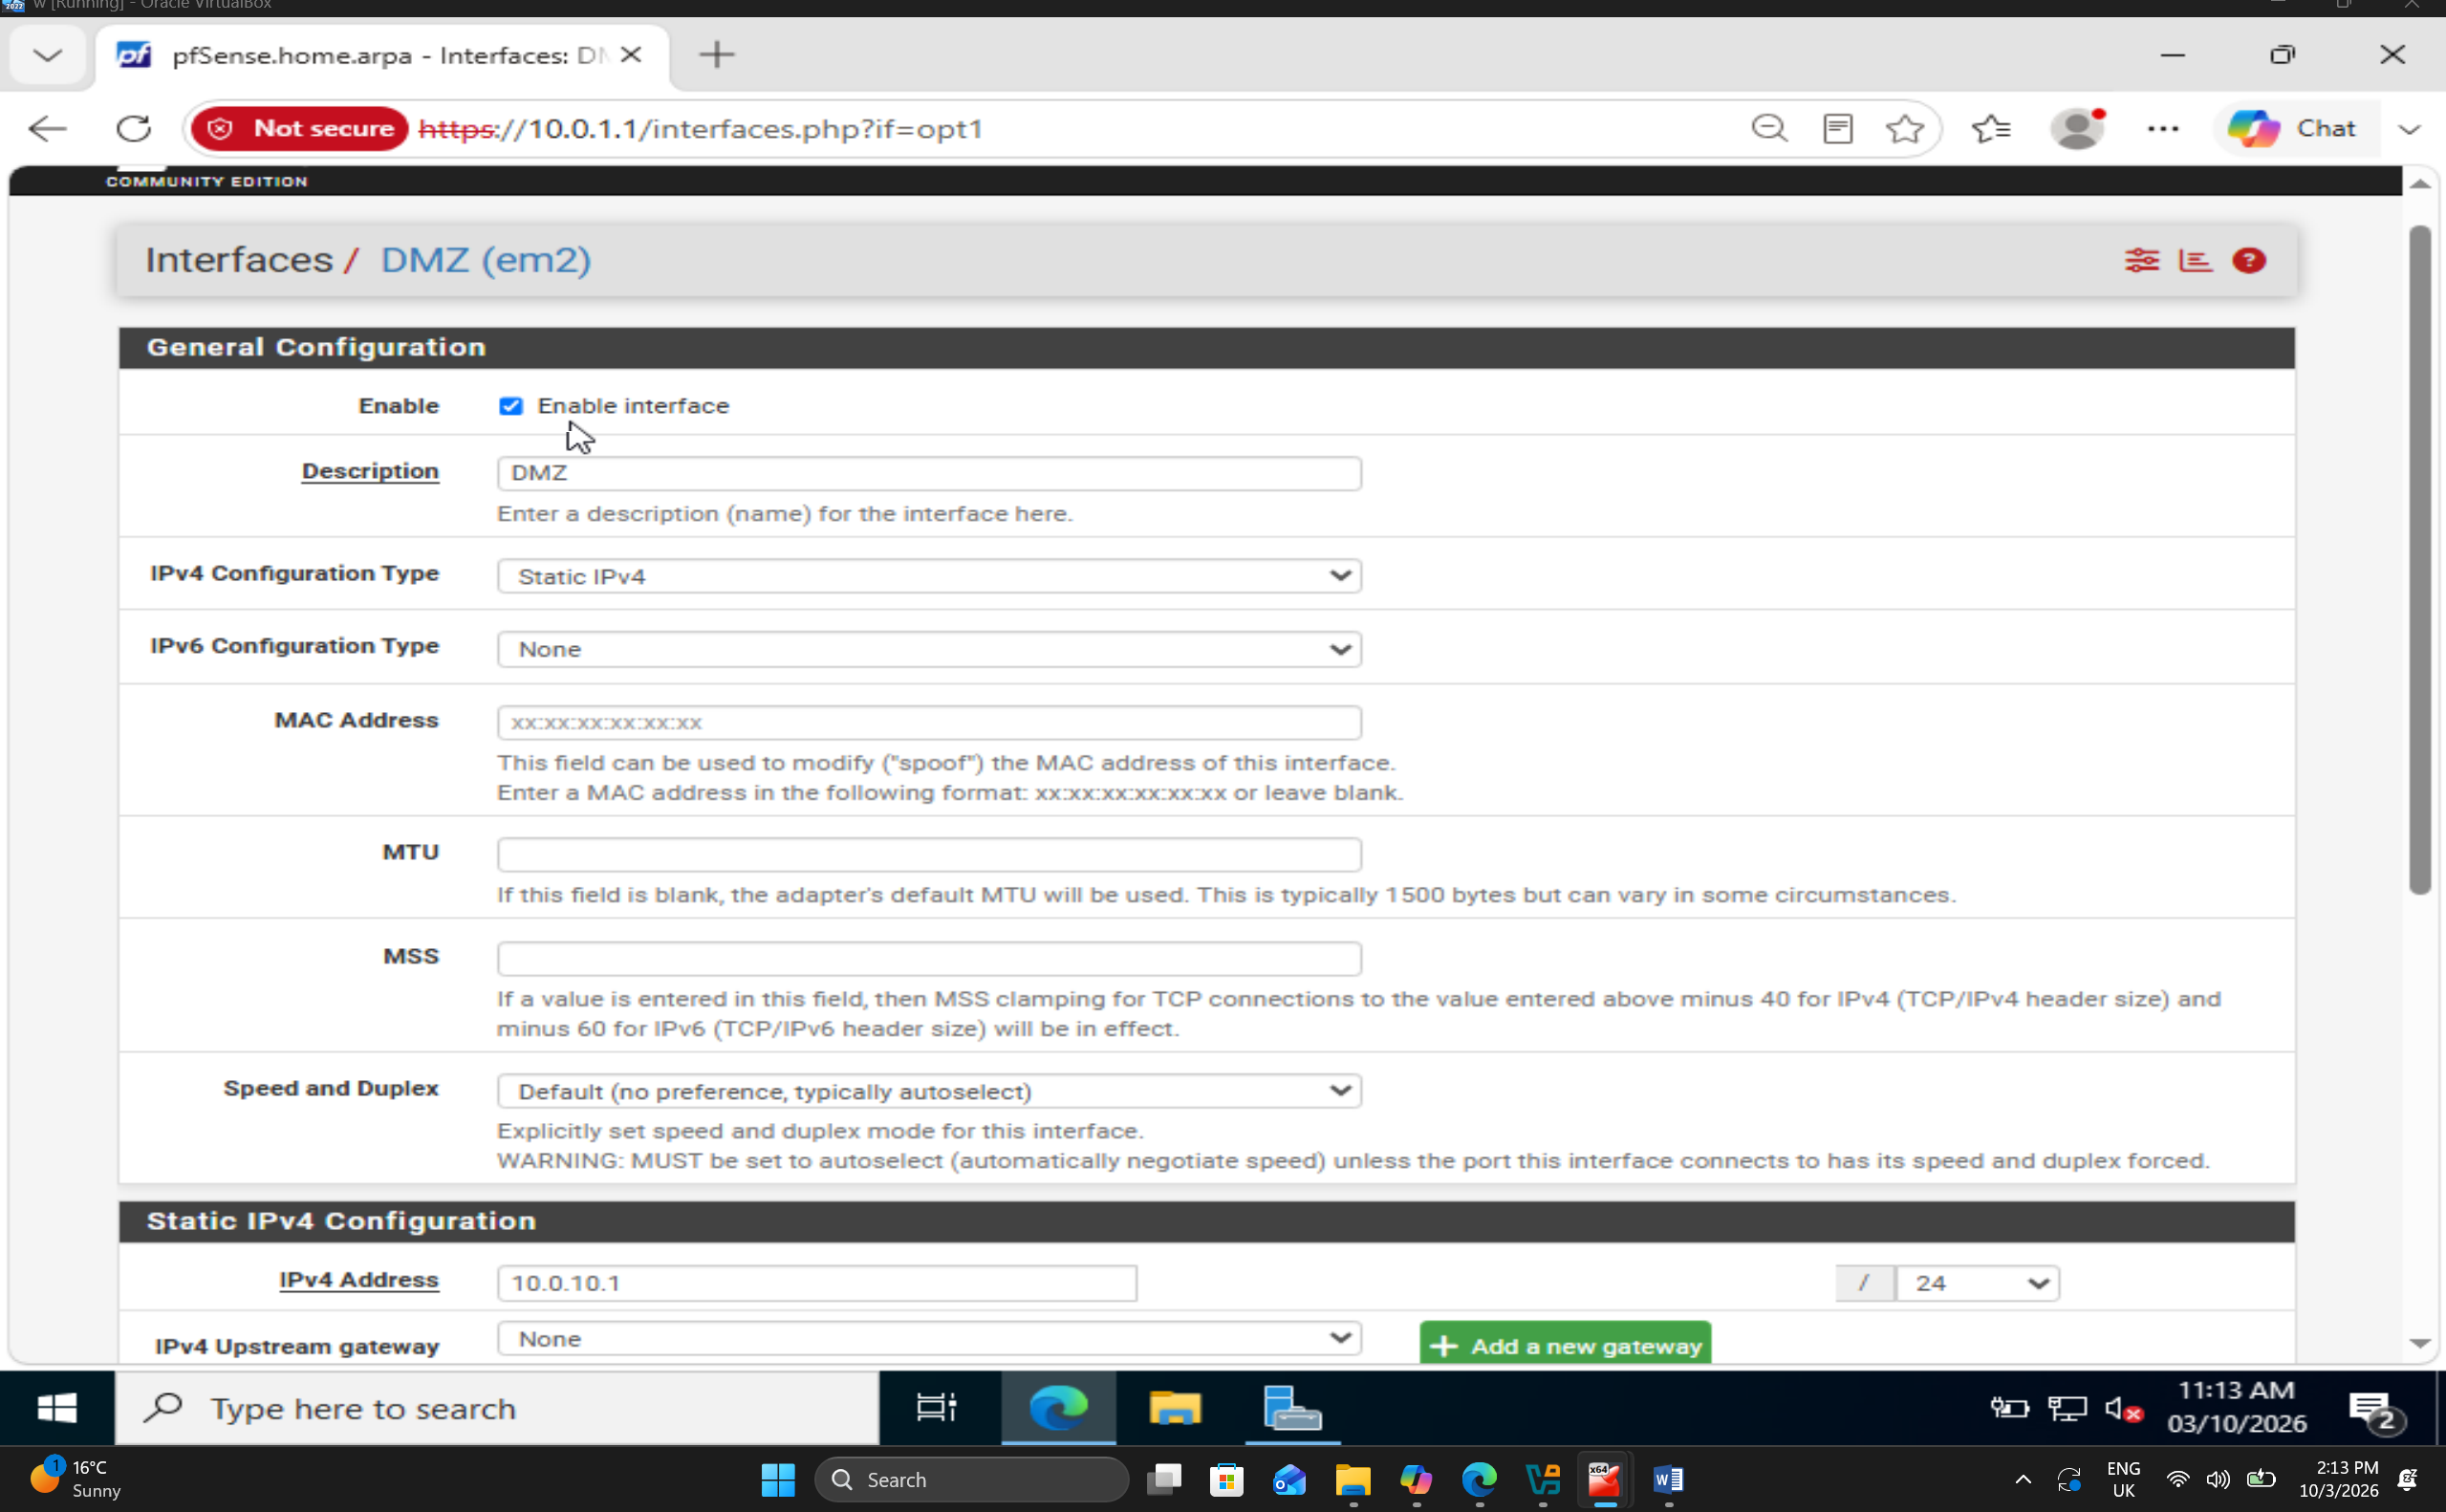 w [Running] - Oracle VirtualBox
pfSense.home.arpa - Interfaces: DM
Not secure https://10.0.1.1/interfaces.php?if=opt1
Chat
COMMUNITY EDITION
Interfaces / DMZ (em2)
General Configuration
Enable Enable interface
Description DMZ
Enter a description (name) for the interface here.
IPv4 Configuration Type Static IPv4
IPv6 Configuration Type None
MAC Address xx:xx:xx:xx:xx:xx
This field can be used to modify ("spoof") the MAC address of this interface.
Enter a MAC address in the following format: xx:xx:xx:xx:xx:xx or leave blank.
MTU
If this field is blank, the adapter's default MTU will be used. This is typically 1500 bytes but can vary in some circumstances.
MSS
If a value is entered in this field, then MSS clamping for TCP connections to the value entered above minus 40 for IPv4 (TCP/IPv4 header size) and
minus 60 for IPv6 (TCP/IPv6 header size) will be in effect.
Speed and Duplex Default (no preference, typically autoselect)
Explicitly set speed and duplex mode for this interface.
WARNING: MUST be set to autoselect (automatically negotiate speed) unless the port this interface connects to has its speed and duplex forced.
Static IPv4 Configuration
IPv4 Address 10.0.10.1 / 24
IPv4 Upstream gateway None + Add a new gateway
Type here to search
11:13 AM
03/10/2026
2
1
16°C
Sunny
Search
ENG
UK
2:13 PM
10/3/2026